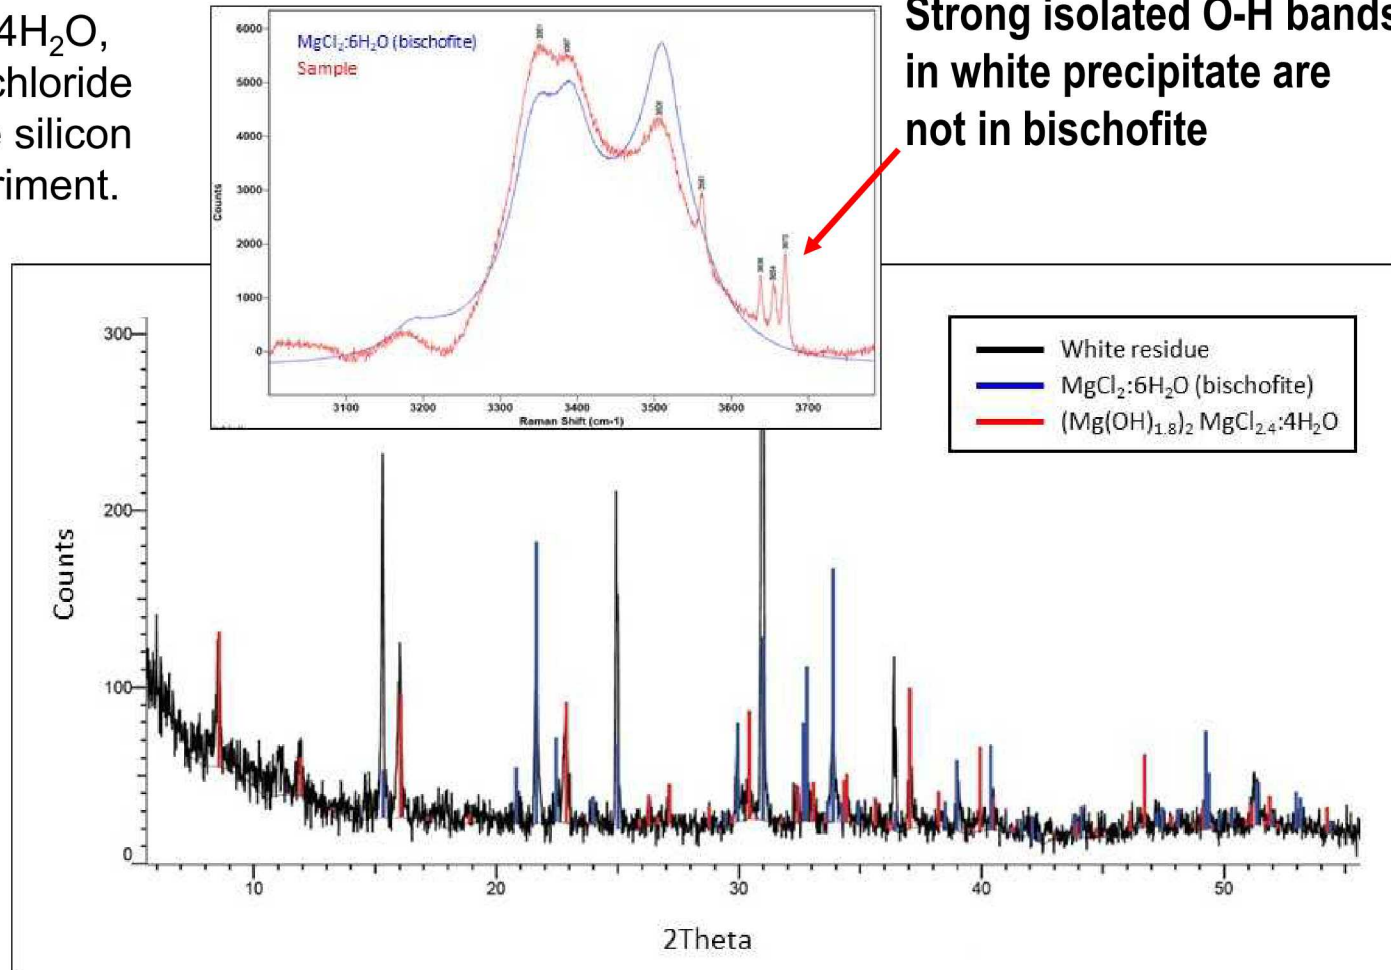 4H₂O,
chloride
silicon
riment.
Strong isolated O-H bands
in white precipitate are
not in bischofite
6000
5000
4000
3000
2000
1000
0
Counts
MgCl₂:6H₂O (bischofite)
Sample
3100
3200
3300
3400
3500
3600
3700
Raman Shift (cm-1)
300
200
100
0
Counts
White residue
MgCl₂:6H₂O (bischofite)
(Mg(OH)₁.₈)₂ MgCl₂.₄:4H₂O
10
20
30
40
50
2Theta